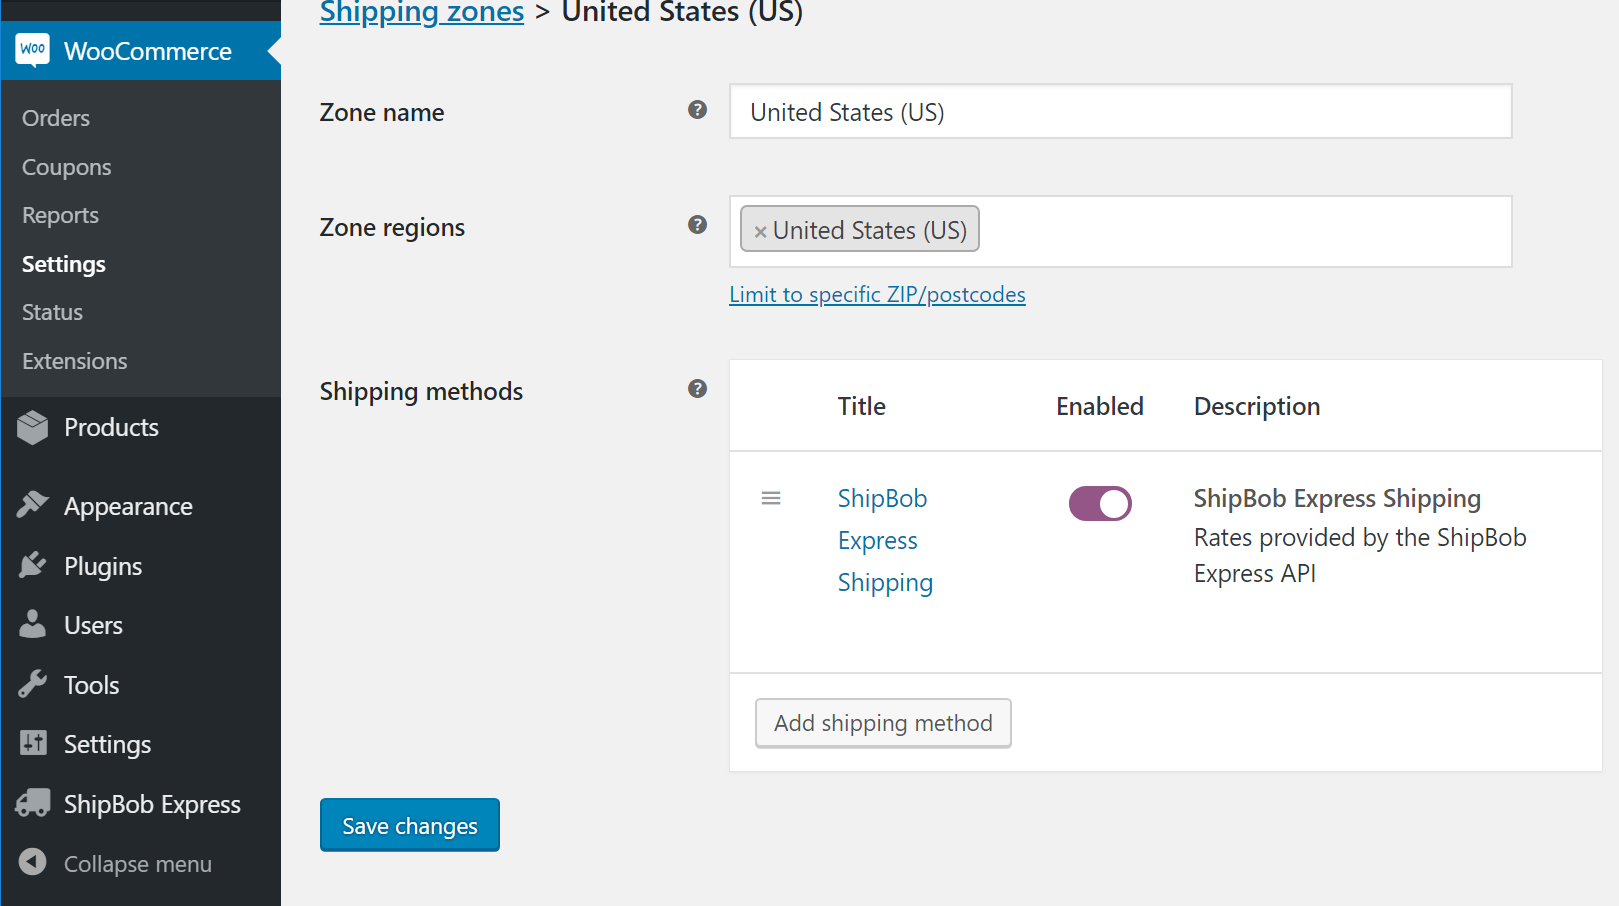 WOO WooCommerce
Orders
Coupons
Reports
Settings
Status
Extensions
Products
Appearance
Plugins
Users
Tools
Settings
ShipBob Express
Collapse menu
Shipping zones > United States (US)
Zone name ? United States (US)
Zone regions ? × United States (US)
Limit to specific ZIP/postcodes
Shipping methods ?
Title Enabled Description
ShipBob
Express
Shipping
ShipBob Express Shipping
Rates provided by the ShipBob
Express API
Add shipping method
Save changes